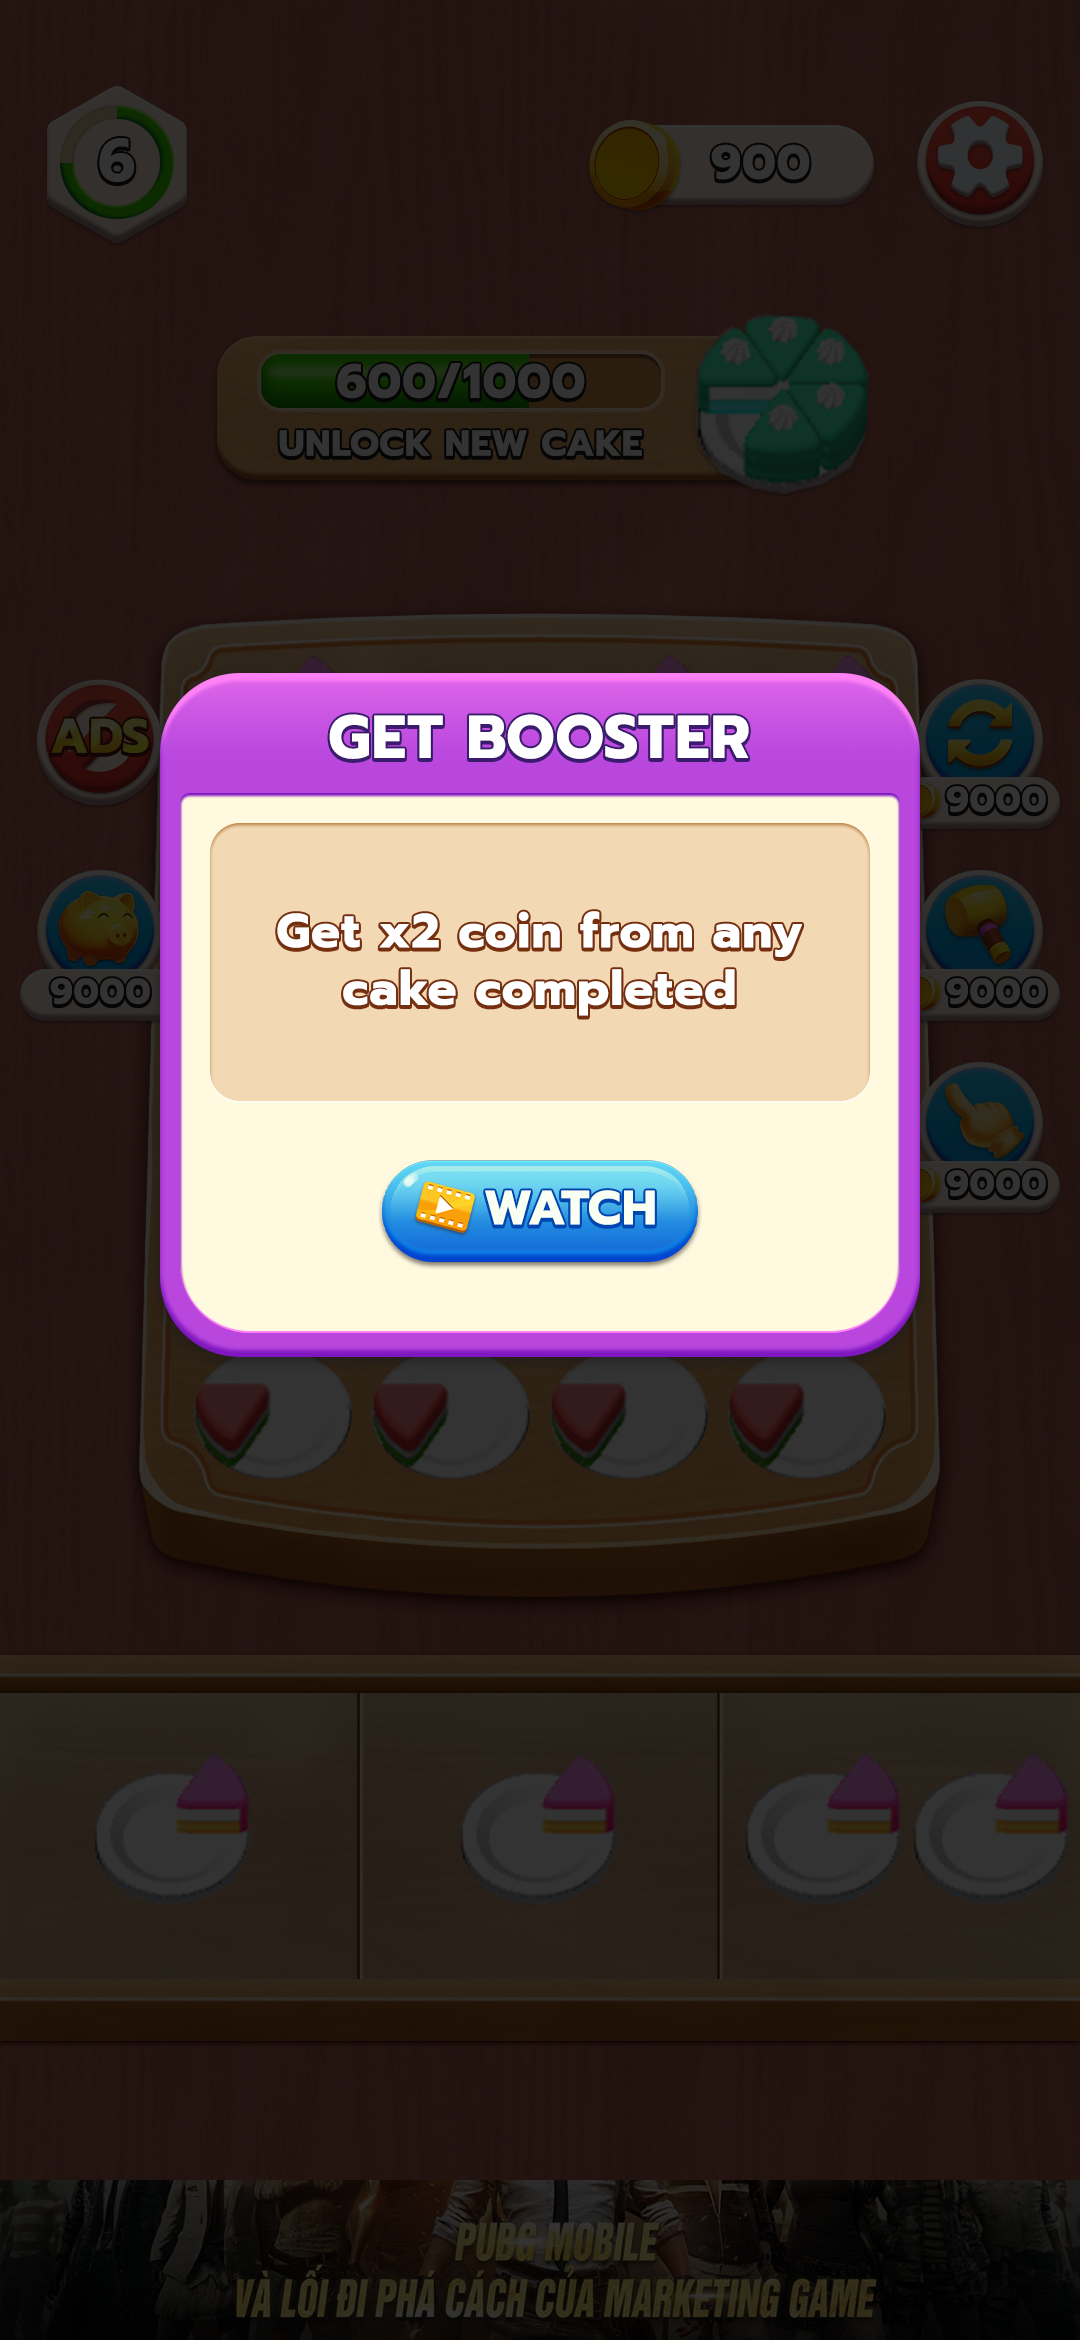 6
900
600/1000
UNLOCK NEW CAKE
GET BOOSTER
ADS
9000
Get x2 coin from any
cake completed
9000
9000
WATCH
9000
PUBG MOBILE
VÀ LỐI ĐI PHÁ CÁCH CỦA MARKETING GAME